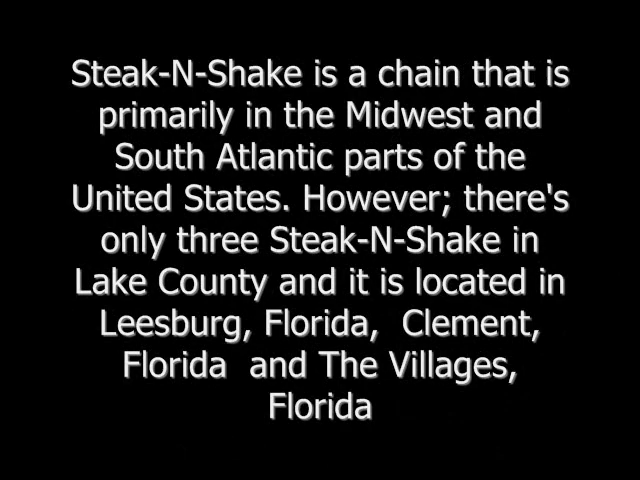 Steak-N-Shake is a chain that is
primarily in the Midwest and
South Atlantic parts of the
United States. However; there's
only three Steak-N-Shake in
Lake County and it is located in
Leesburg, Florida,  Clement,
Florida  and The Villages,
Florida